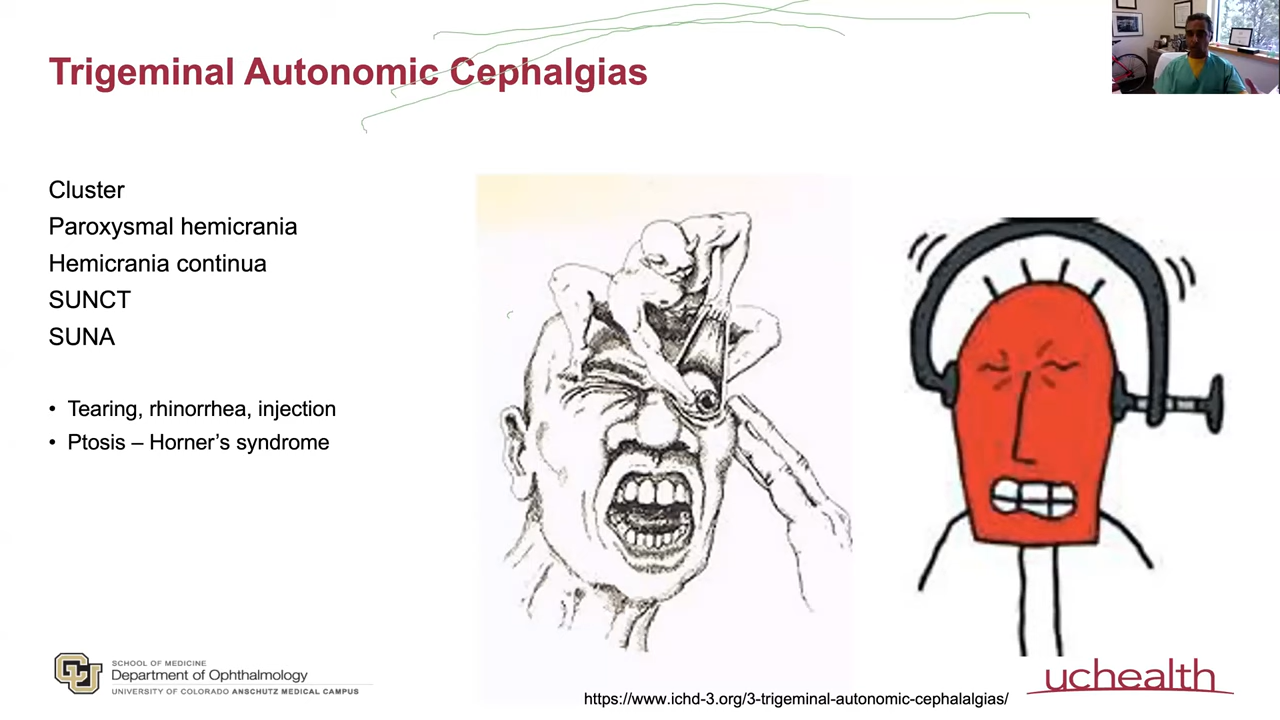 Trigeminal Autonomic Cephalgias
Cluster
Paroxysmal hemicrania
Hemicrania continua
SUNCT
SUNA
• Tearing, rhinorrhea, injection
• Ptosis – Horner’s syndrome
CU
SCHOOL OF MEDICINE
Department of Ophthalmology
UNIVERSITY OF COLORADO ANSCHUTZ MEDICAL CAMPUS
https://www.ichd-3.org/3-trigeminal-autonomic-cephalalgias/
uchealth